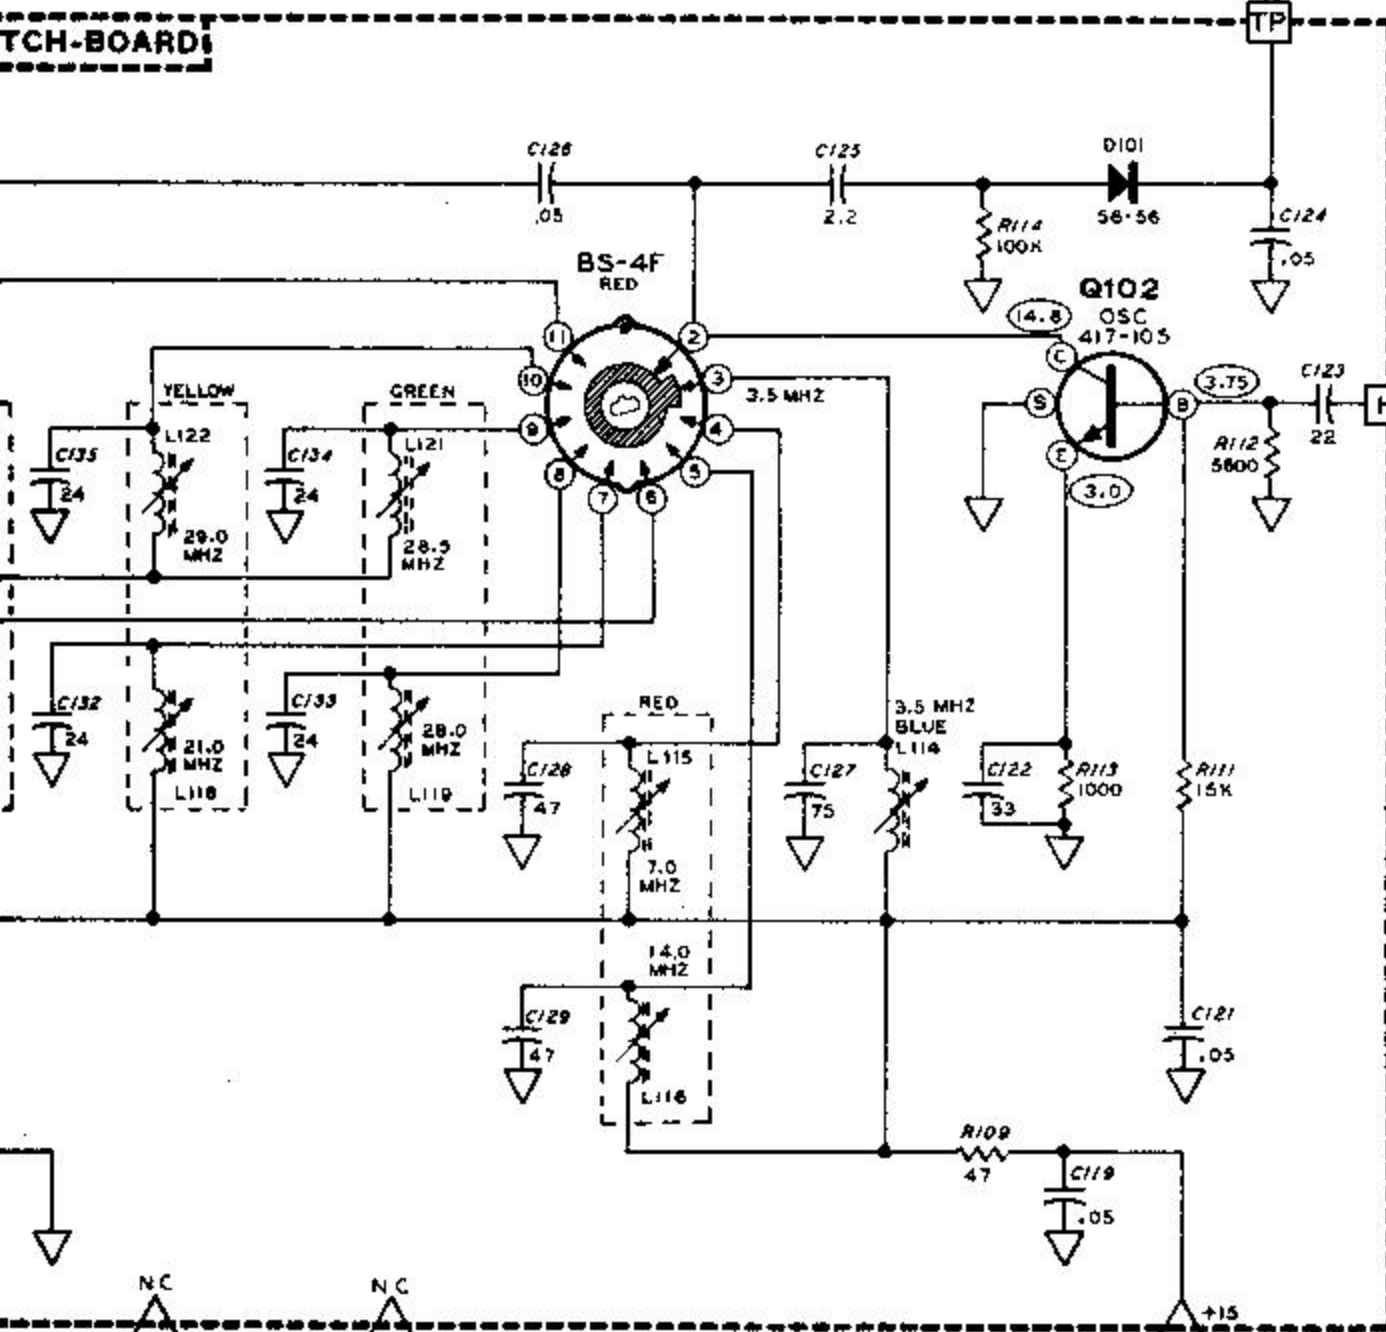 TP
TCH-BOARD
C126
.05
C125
2.2
D101
56-56
R114
100K
C124
.05
BS-4F
RED
Q102
OSC
417-105
14.8
C
S
B
E
3.75
3.0
C123
22
R112
5600
11
2
10
3
9
4
8
5
7
6
3.5 MHZ
YELLOW
GREEN
C135
24
L122
29.0
MHZ
C134
24
L121
28.5
MHZ
C132
24
21.0
MHZ
L118
C133
24
28.0
MHZ
L119
RED
C128
47
L115
7.0
MHZ
3.5 MHZ
BLUE
L114
C127
75
C122
33
R113
1000
R111
15K
14.0
MHZ
C129
47
L116
C121
.05
R109
47
C119
.05
NC
NC
+15